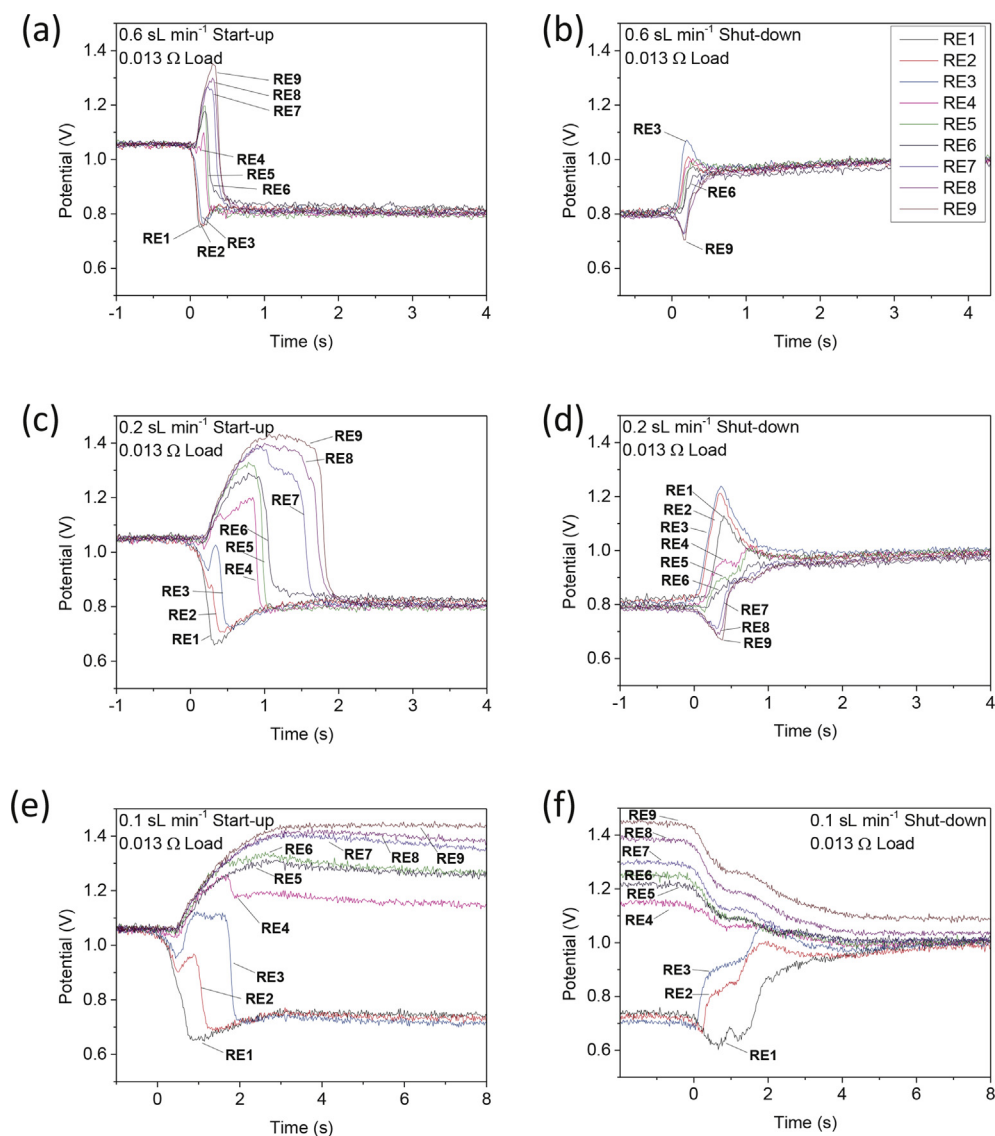 (a)
0.6 sL min⁻¹ Start-up
0.013 Ω Load
RE9
RE8
RE7
RE4
RE5
RE6
RE1
RE2
RE3
Potential (V)
1.4
1.2
1.0
0.8
0.6
-1 0 1 2 3 4
Time (s)
(b)
0.6 sL min⁻¹ Shut-down
0.013 Ω Load
RE3
RE6
RE9
RE1
RE2
RE3
RE4
RE5
RE6
RE7
RE8
RE9
Potential (V)
1.4
1.2
1.0
0.8
0.6
-1 0 1 2 3 4
Time (s)
(c)
0.2 sL min⁻¹ Start-up
0.013 Ω Load
RE9
RE8
RE7
RE6
RE5
RE4
RE3
RE2
RE1
Potential (V)
1.4
1.2
1.0
0.8
0.6
-1 0 1 2 3 4
Time (s)
(d)
0.2 sL min⁻¹ Shut-down
0.013 Ω Load
RE1
RE2
RE3
RE4
RE5
RE6
RE7
RE8
RE9
Potential (V)
1.4
1.2
1.0
0.8
0.6
-1 0 1 2 3 4
Time (s)
(e)
0.1 sL min⁻¹ Start-up
0.013 Ω Load
RE6
RE7
RE8
RE9
RE5
RE4
RE3
RE2
RE1
Potential (V)
1.4
1.2
1.0
0.8
0.6
0 2 4 6 8
Time (s)
(f)
0.1 sL min⁻¹ Shut-down
0.013 Ω Load
RE9
RE8
RE7
RE6
RE5
RE4
RE3
RE2
RE1
Potential (V)
1.4
1.2
1.0
0.8
0.6
0 2 4 6 8
Time (s)